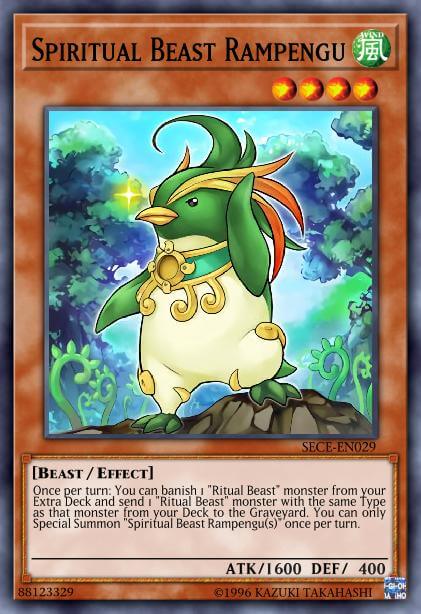 Spiritual Beast Rampengu
WIND
風
SECE-EN029
[Beast / Effect]
Once per turn: You can banish 1 "Ritual Beast" monster from your
Extra Deck and send 1 "Ritual Beast" monster with the same Type
as that monster from your Deck to the Graveyard. You can only
Special Summon "Spiritual Beast Rampengu(s)" once per turn.
ATK/1600 DEF/ 400
88123329
©1996 KAZUKI TAKAHASHI